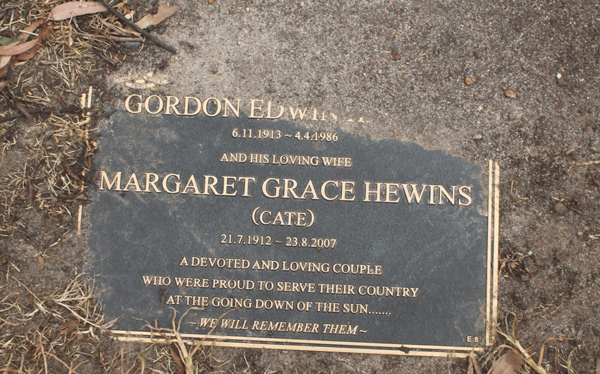 GORDON EDWIN
6.11.1913 ~ 4.4.1986
AND HIS LOVING WIFE
MARGARET GRACE HEWINS
(CATE)
21.7.1912 ~ 23.8.2007
A DEVOTED AND LOVING COUPLE
WHO WERE PROUD TO SERVE THEIR COUNTRY
AT THE GOING DOWN OF THE SUN.......
~ WE WILL REMEMBER THEM ~
E 8